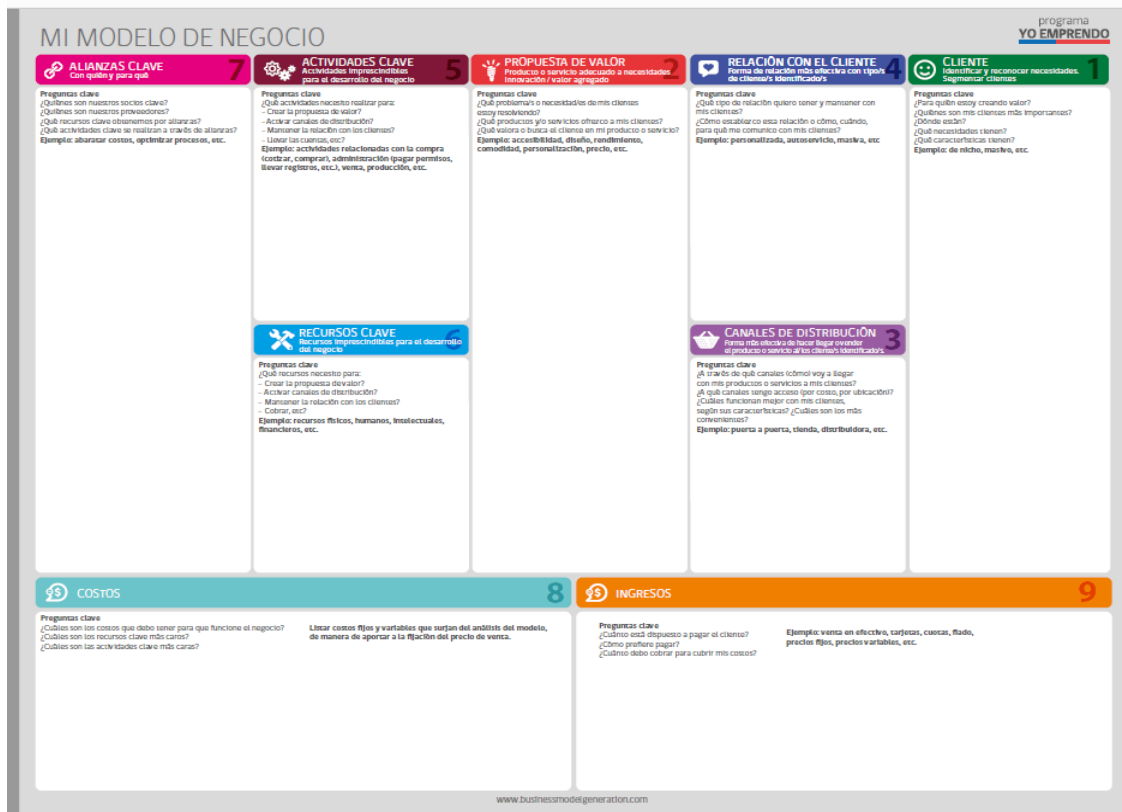 MI MODELO DE NEGOCIO
programa
YO EMPRENDO
ALIANZAS CLAVE
Con quién y para qué
7
Preguntas clave
¿Quiénes son nuestros socios clave?
¿Quiénes son nuestros proveedores?
¿Qué recursos clave obtenemos por alianzas?
¿Qué actividades clave se realizan a través de alianzas?
Ejemplo: abaratar costos, optimizar procesos, etc.
ACTIVIDADES CLAVE
Actividades imprescindibles
para el desarrollo del negocio
5
Preguntas clave
¿Qué actividades necesito realizar para:
– Crear la propuesta de valor?
– Activar canales de distribución?
– Mantener la relación con los clientes?
– Llevar las cuentas, etc?
Ejemplo: actividades relacionadas con la compra
(cotizar, comprar), administración (pagar permisos,
llevar registros, etc.), venta, producción, etc.
RECURSOS CLAVE
Recursos imprescindibles para el desarrollo
del negocio
6
Preguntas clave
¿Qué recursos necesito para:
– Crear la propuesta de valor?
– Activar canales de distribución?
– Mantener la relación con los clientes?
– Cobrar, etc?
Ejemplo: recursos físicos, humanos, intelectuales,
financieros, etc.
PROPUESTA DE VALOR
Producto o servicio adecuado a necesidades
Innovación / valor agregado
2
Preguntas clave
¿Qué problema/s o necesidad/es de mis clientes
estoy resolviendo?
¿Qué productos y/o servicios ofrezco a mis clientes?
¿Qué valora o busca el cliente en mi producto o servicio?
Ejemplo: accesibilidad, diseño, rendimiento,
comodidad, personalización, precio, etc.
RELACIÓN CON EL CLIENTE
Forma de relación más efectiva con tipo/s
de cliente/s identificado/s
4
Preguntas clave
¿Qué tipo de relación quiero tener y mantener con
mis clientes?
¿Cómo establezco esa relación o cómo, cuándo,
para qué me comunico con mis clientes?
Ejemplo: personalizada, autoservicio, masiva, etc
CANALES DE DISTRIBUCIÓN
Forma más efectiva de hacer llegar o vender
el producto o servicio al/los cliente/s identificado/s.
3
Preguntas clave
¿A través de qué canales (cómo) voy a llegar
con mis productos o servicios a mis clientes?
¿A qué canales tengo acceso (por costo, por ubicación)?
¿Cuáles funcionan mejor con mis clientes,
según sus características? ¿Cuáles son los más
convenientes?
Ejemplo: puerta a puerta, tienda, distribuidora, etc.
CLIENTE
Identificar y reconocer necesidades.
Segmentar clientes
1
Preguntas clave
¿Para quién estoy creando valor?
¿Quiénes son mis clientes más importantes?
¿Dónde están?
¿Qué necesidades tienen?
¿Qué características tienen?
Ejemplo: de nicho, masivo, etc.
COSTOS
8
Preguntas clave
¿Cuáles son los costos que debo tener para que funcione el negocio?
¿Cuáles son los recursos clave más caros?
¿Cuáles son las actividades clave más caras?
Listar costos fijos y variables que surjan del análisis del modelo,
de manera de aportar a la fijación del precio de venta.
INGRESOS
9
Preguntas clave
¿Cuánto está dispuesto a pagar el cliente?
¿Cómo prefiere pagar?
¿Cuánto debo cobrar para cubrir mis costos?
Ejemplo: venta en efectivo, tarjetas, cuotas, fiado,
precios fijos, precios variables, etc.
www.businessmodelgeneration.com